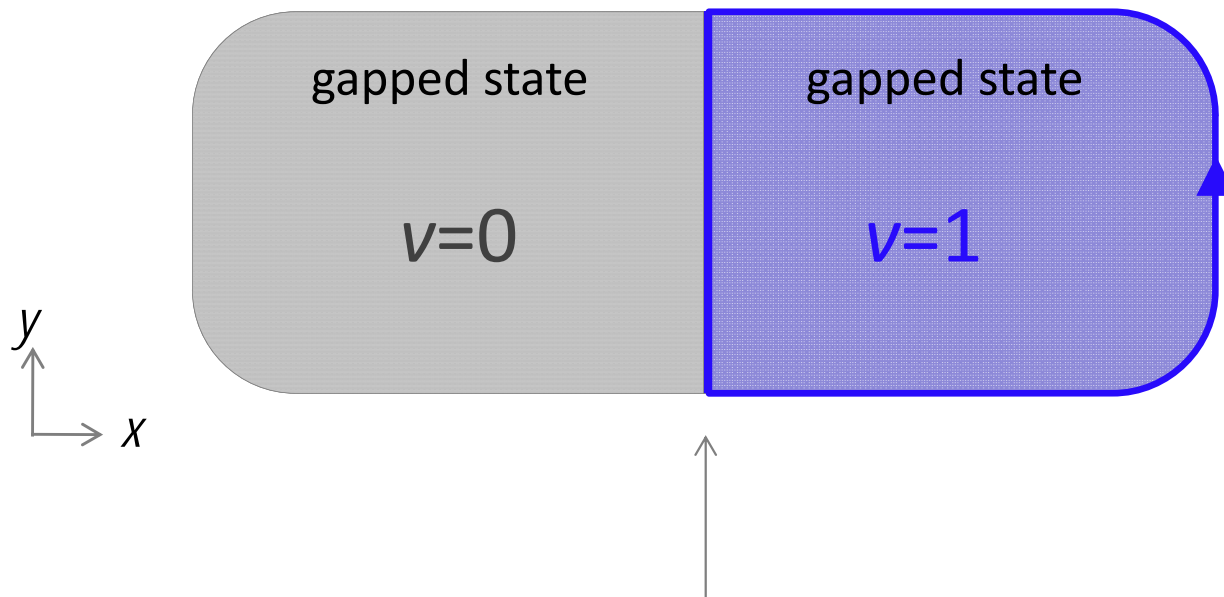 gapped state
gapped state
ν=0
ν=1
y
x